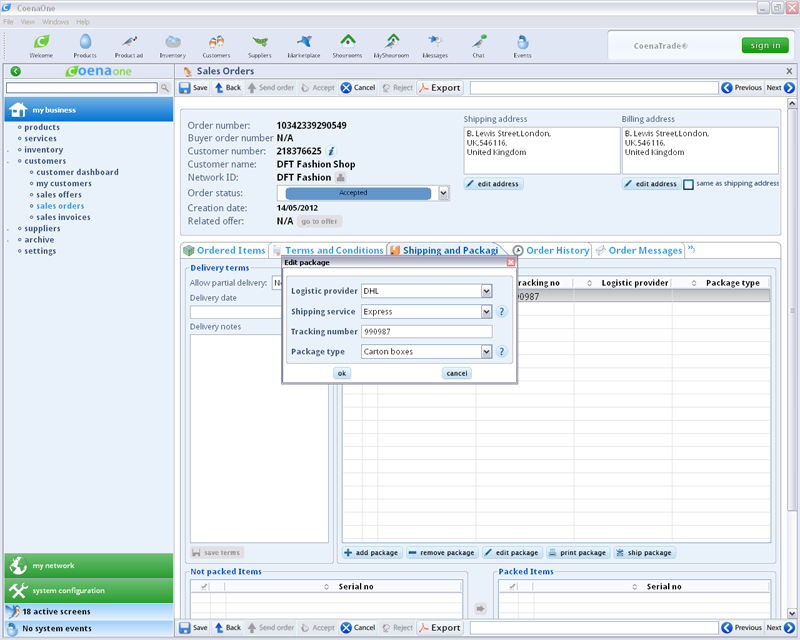 CoenaOne
File View Windows Help
Welcome Products Product ad Inventory Customers Suppliers Marketplace Showrooms MyShowroom Messages Chat Events
CoenaTrade®
sign in
Coenaone
Sales Orders
Save Back Send order Accept Cancel Reject Export Previous Next
my business
products
services
inventory
customers
customer dashboard
my customers
sales offers
sales orders
sales invoices
suppliers
archive
settings
Order number: 10342339290549
Buyer order number N/A
Customer number: 218376625
Customer name: DFT Fashion Shop
Network ID: DFT Fashion
Order status: Accepted
Creation date: 14/05/2012
Related offer: N/A go to offer
Shipping address
B. Lewis Street,London,
UK,546116,
United Kingdom
edit address
Billing address
B. Lewis Street,London,
UK,546116,
United Kingdom
edit address same as shipping address
Ordered Items Terms and Conditions Shipping and Packagi Order History Order Messages
Delivery terms
Allow partial delivery:
Delivery date
Delivery notes
save terms
Edit package
Logistic provider DHL
Shipping service Express ?
Tracking number 990987
Package type Carton boxes ?
ok cancel
racking no Logistic provider Package type
0987
add package remove package edit package print package ship package
Not packed Items
Serial no
Packed Items
Serial no
my network
system configuration
18 active screens
No system events
Save Back Send order Accept Cancel Reject Export Previous Next